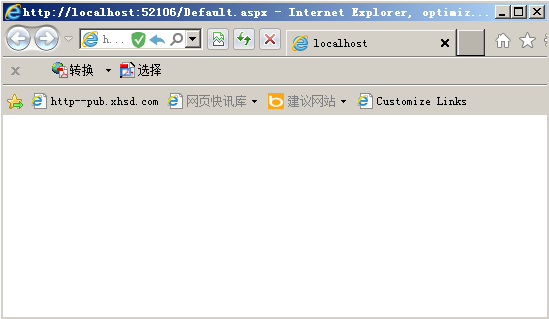 http://localhost:52106/Default.aspx - Internet Explorer, optimiz...
h... localhost
x 转换 选择
http--pub.xhsd.com 网页快讯库 建议网站 Customize Links